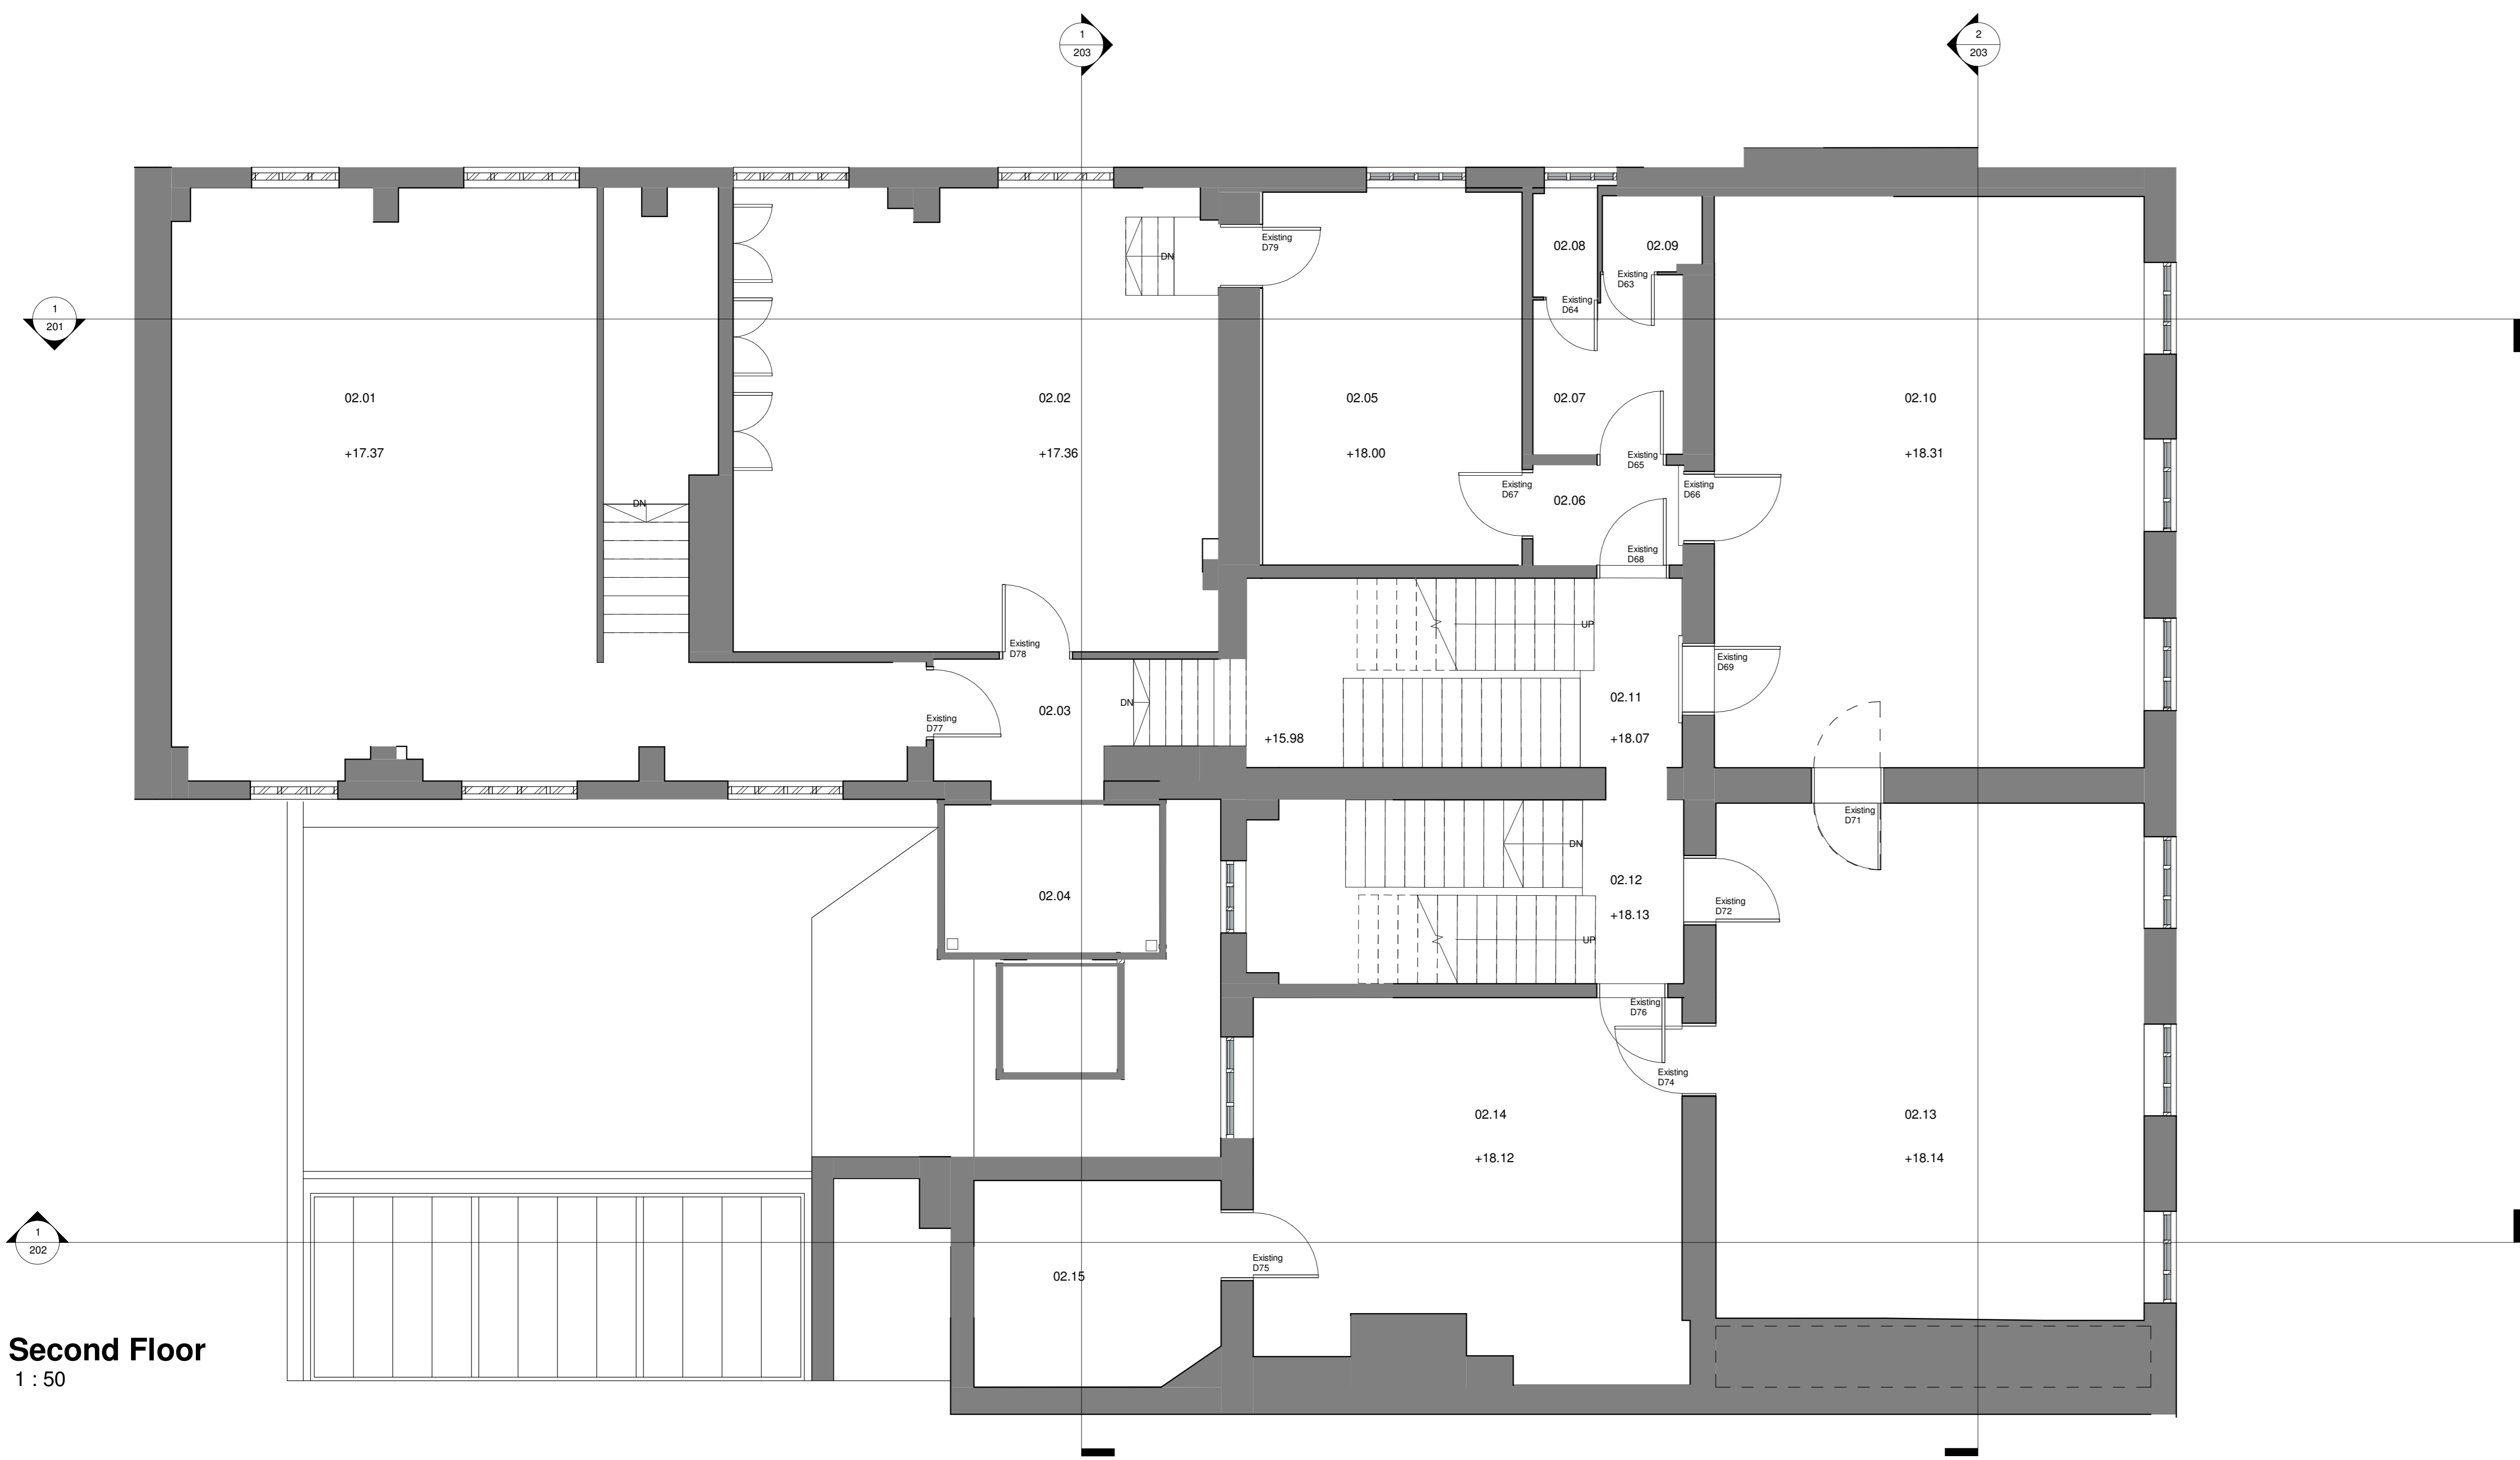 1
203
2
203
Existing
D79
DN
02.08
02.09
Existing
D63
Existing
D64
1
201
02.01
+17.37
02.02
+17.36
02.05
+18.00
02.07
02.10
+18.31
Existing
D65
Existing
D67
02.06
Existing
D66
DN
Existing
D68
UP
Existing
D78
Existing
D69
02.03
Existing
D77
DN
+15.98
02.11
+18.07
Existing
D71
DN
02.04
02.12
+18.13
Existing
D72
UP
Existing
D76
Existing
D74
02.14
+18.12
02.13
+18.14
1
202
02.15
Existing
D75
Second Floor
1 : 50